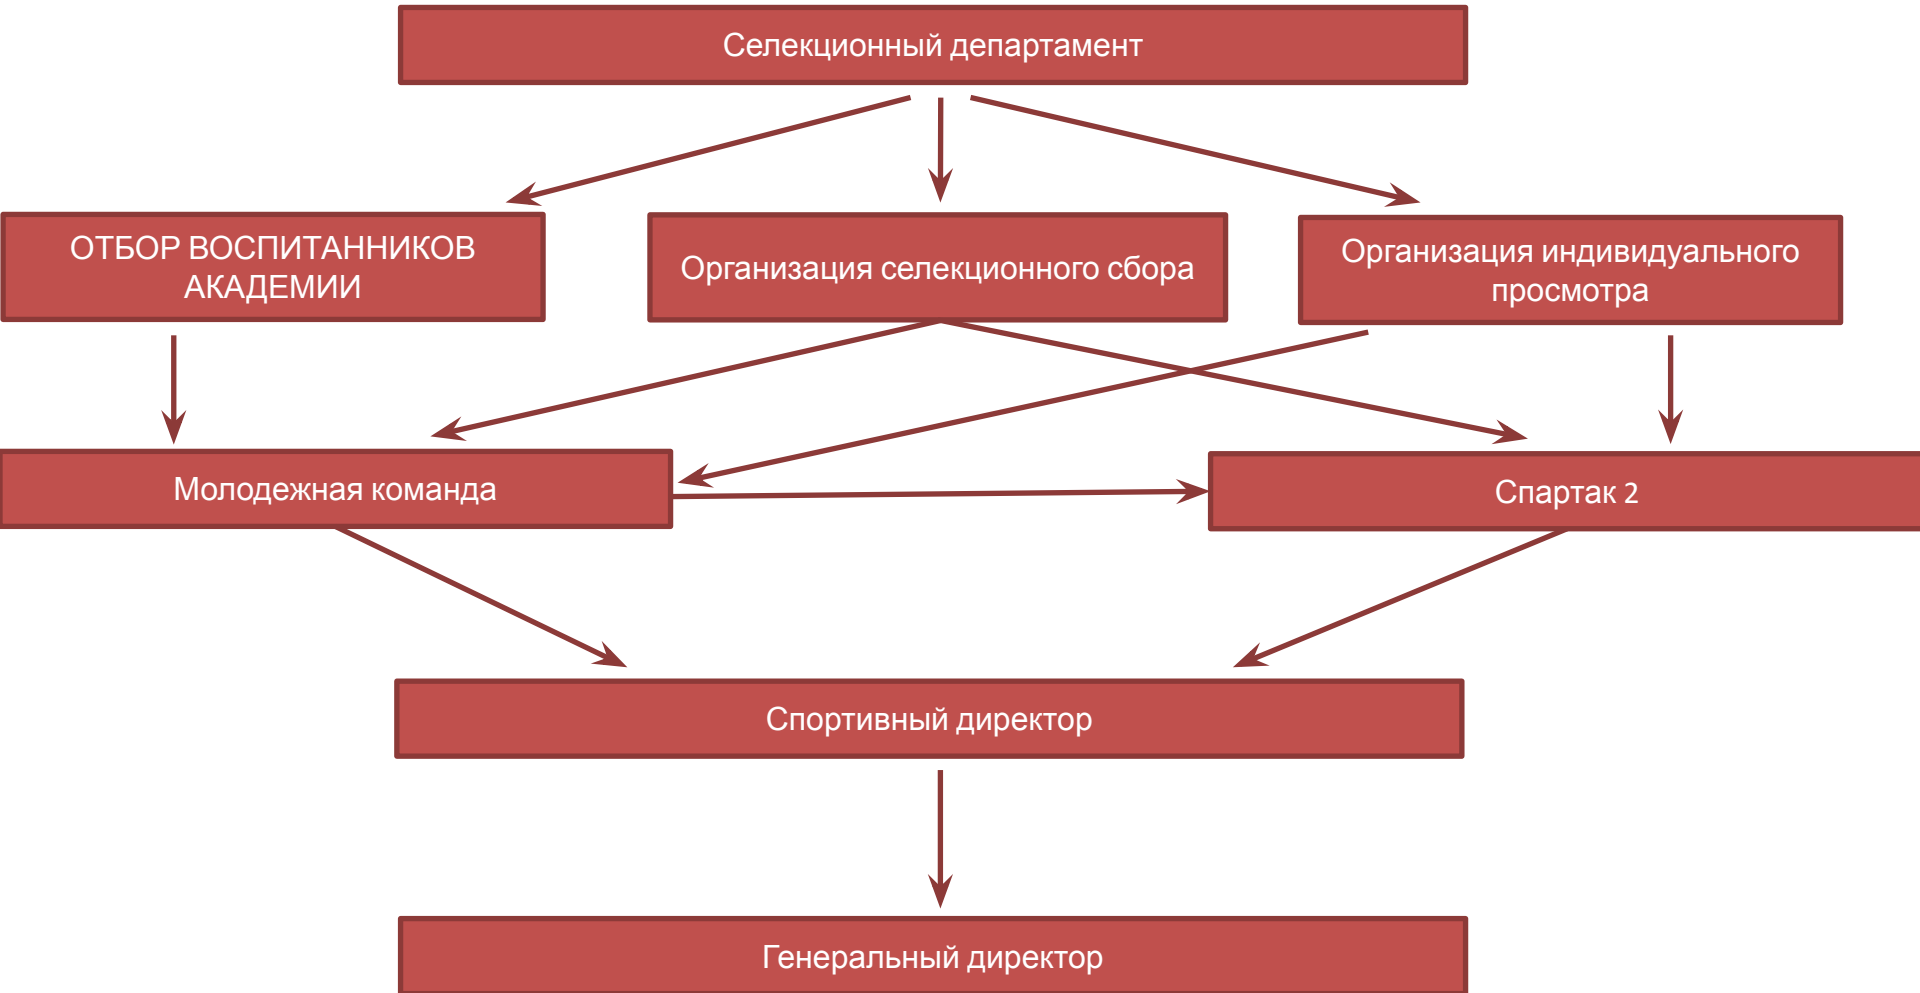 Селекционный департамент
ОТБОР ВОСПИТАННИКОВ
АКАДЕМИИ
Организация селекционного сбора
Организация индивидуального
просмотра
Молодежная команда
Спартак 2
Спортивный директор
Генеральный директор